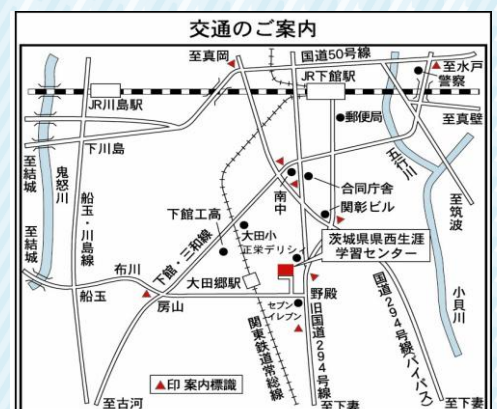 交通のご案内
至真岡
国道50号線
至水戸
警察
JR川島駅
JR下館駅
郵便局
至真壁
下川島
五行川
至結城
鬼怒川
船玉・川島線
南中
合同庁舎
関彰ビル
至筑波
下館工高
大田小
正栄デリシィ
下館・三和線
茨城県県西生涯
学習センター
至結城
布川
大田郷駅
小貝川
船玉
房山
セブン
イレブン
野殿
旧国道294号線
国道294号線(バイパス)
関東鉄道常総線
▲印 案内標識
至古河
至下妻
至下妻